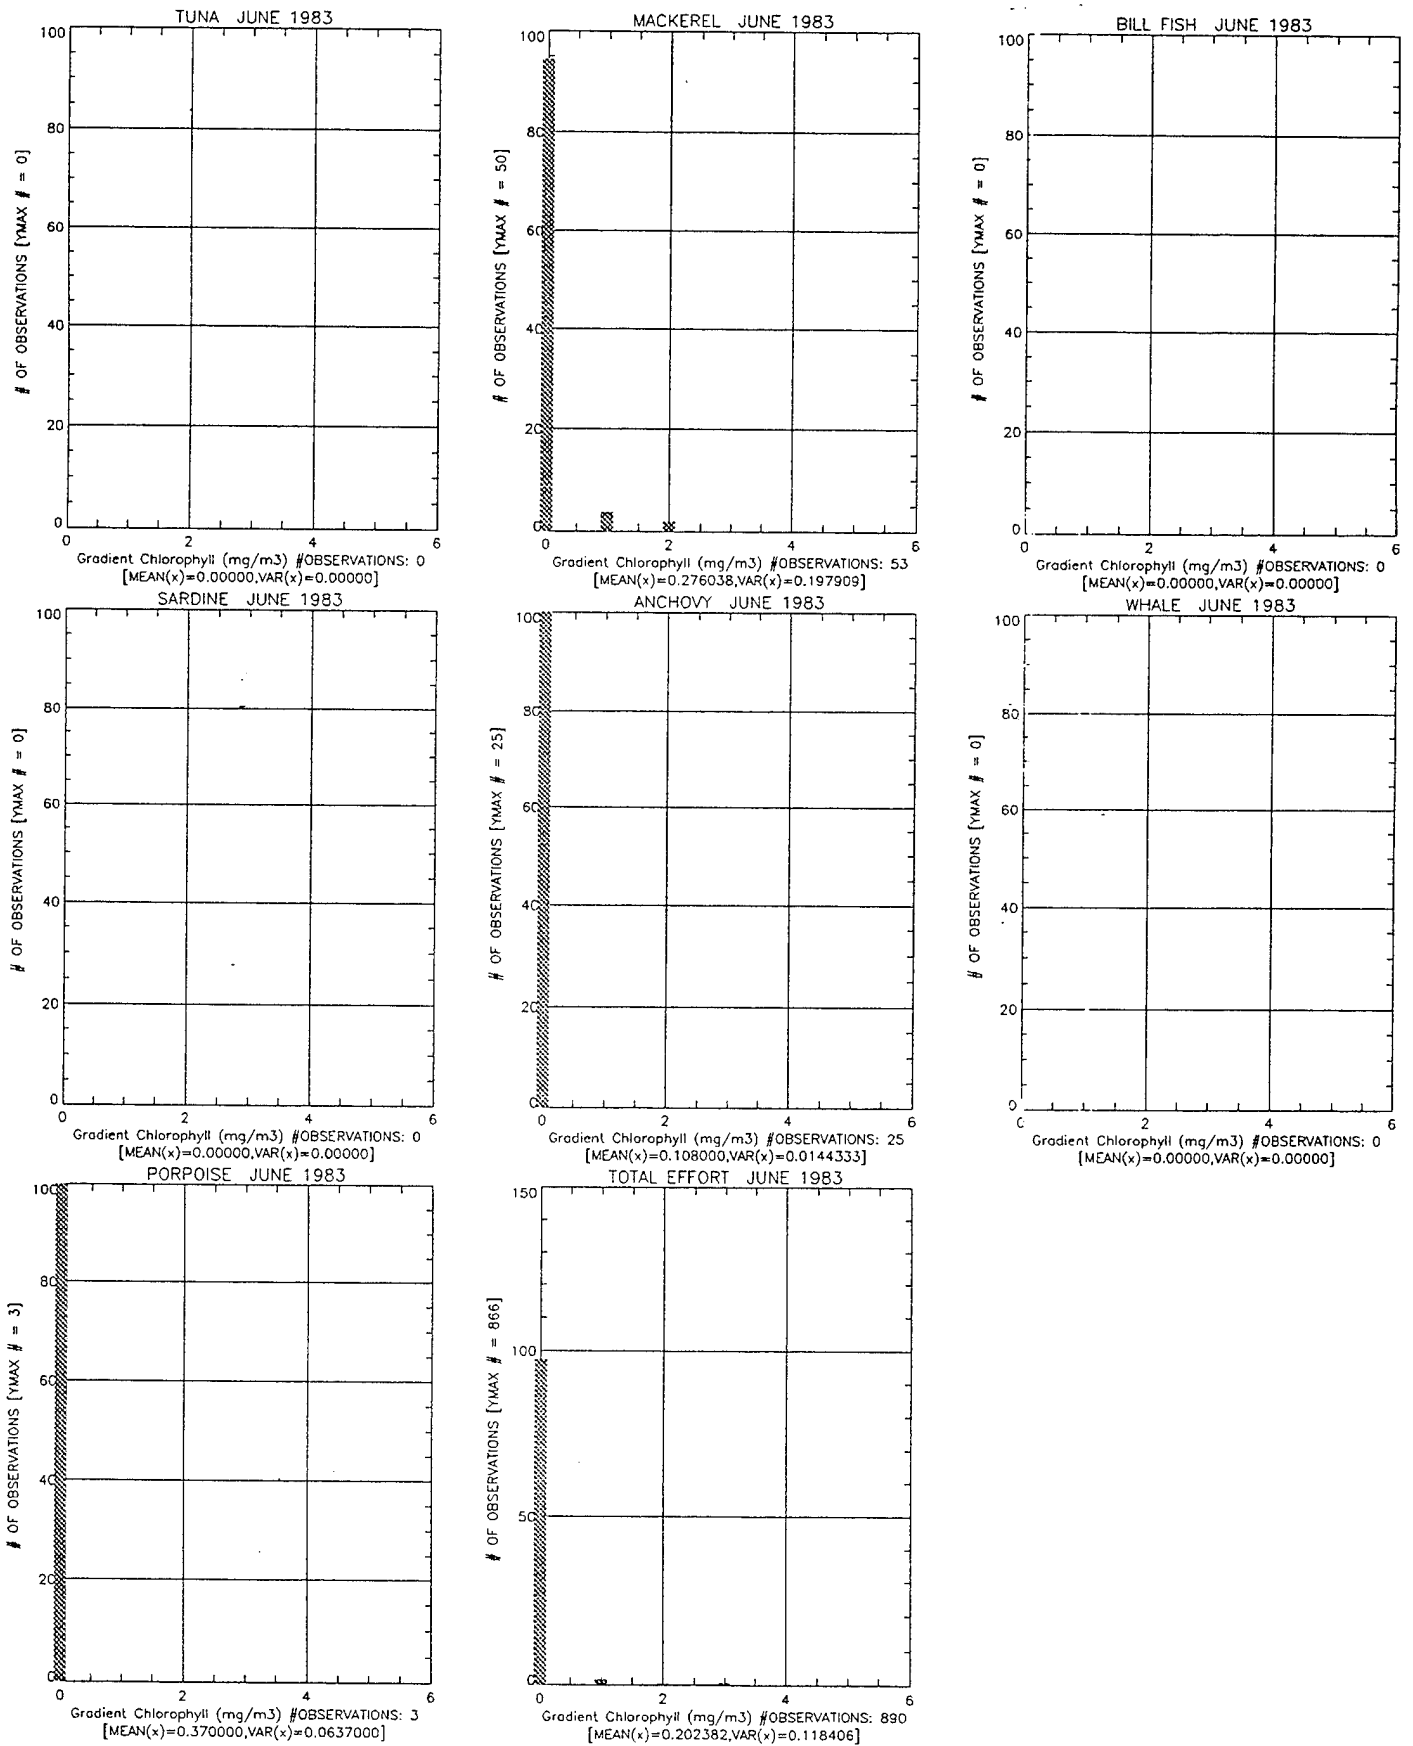 TUNA JUNE 1983
100
80
60
40
20
0
# OF OBSERVATIONS [YMAX # = 0]
0 2 4 6
Gradient Chlorophyll (mg/m3) #OBSERVATIONS: 0
[MEAN(x)=0.00000,VAR(x)=0.00000]
MACKEREL JUNE 1983
100
80
60
40
20
0
# OF OBSERVATIONS [YMAX # = 50]
0 2 4 6
Gradient Chlorophyll (mg/m3) #OBSERVATIONS: 53
[MEAN(x)=0.276038,VAR(x)=0.197909]
BILL FISH JUNE 1983
100
80
60
40
20
0
# OF OBSERVATIONS [YMAX # = 0]
0 2 4 6
Gradient Chlorophyll (mg/m3) #OBSERVATIONS: 0
[MEAN(x)=0.00000,VAR(x)=0.00000]
SARDINE JUNE 1983
100
80
60
40
20
0
# OF OBSERVATIONS [YMAX # = 0]
0 2 4 6
Gradient Chlorophyll (mg/m3) #OBSERVATIONS: 0
[MEAN(x)=0.00000,VAR(x)=0.00000]
ANCHOVY JUNE 1983
100
80
60
40
20
0
# OF OBSERVATIONS [YMAX # = 25]
0 2 4 6
Gradient Chlorophyll (mg/m3) #OBSERVATIONS: 25
[MEAN(x)=0.108000,VAR(x)=0.0144333]
WHALE JUNE 1983
100
80
60
40
20
0
# OF OBSERVATIONS [YMAX # = 0]
0 2 4 6
Gradient Chlorophyll (mg/m3) #OBSERVATIONS: 0
[MEAN(x)=0.00000,VAR(x)=0.00000]
PORPOISE JUNE 1983
100
80
60
40
20
0
# OF OBSERVATIONS [YMAX # = 3]
0 2 4 6
Gradient Chlorophyll (mg/m3) #OBSERVATIONS: 3
[MEAN(x)=0.370000,VAR(x)=0.0637000]
TOTAL EFFORT JUNE 1983
150
100
50
0
# OF OBSERVATIONS [YMAX # = 866]
0 2 4 6
Gradient Chlorophyll (mg/m3) #OBSERVATIONS: 890
[MEAN(x)=0.202382,VAR(x)=0.118406]